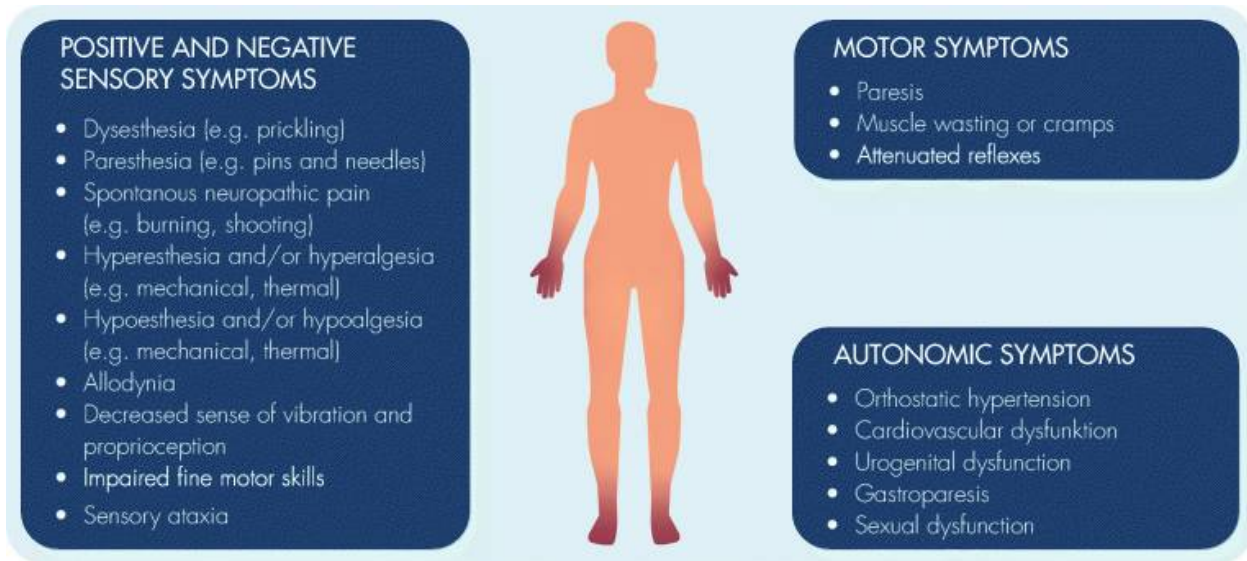 POSITIVE AND NEGATIVE
SENSORY SYMPTOMS
• Dysesthesia (e.g. prickling)
• Paresthesia (e.g. pins and needles)
• Spontanous neuropathic pain
(e.g. burning, shooting)
• Hyperesthesia and/or hyperalgesia
(e.g. mechanical, thermal)
• Hypoesthesia and/or hypoalgesia
(e.g. mechanical, thermal)
• Allodynia
• Decreased sense of vibration and
proprioception
• Impaired fine motor skills
• Sensory ataxia
MOTOR SYMPTOMS
• Paresis
• Muscle wasting or cramps
• Attenuated reflexes
AUTONOMIC SYMPTOMS
• Orthostatic hypertension
• Cardiovascular dysfunktion
• Urogenital dysfunction
• Gastroparesis
• Sexual dysfunction